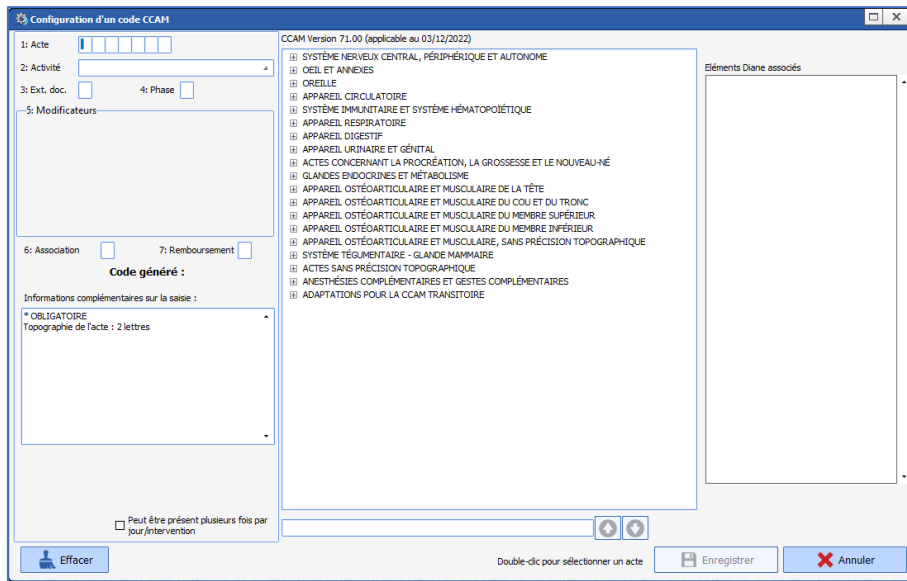 Configuration d'un code CCAM
1: Acte
2: Activité
3: Ext. doc.
4: Phase
5: Modificateurs
6: Association
7: Remboursement
Code généré :
Informations complémentaires sur la saisie :
* OBLIGATOIRE
Topographie de l'acte : 2 lettres
Peut être présent plusieurs fois par
jour/intervention
Effacer
CCAM Version 71.00 (applicable au 03/12/2022)
SYSTÈME NERVEUX CENTRAL, PÉRIPHÉRIQUE ET AUTONOME
OEIL ET ANNEXES
OREILLE
APPAREIL CIRCULATOIRE
SYSTÈME IMMUNITAIRE ET SYSTÈME HÉMATOPOÏÉTIQUE
APPAREIL RESPIRATOIRE
APPAREIL DIGESTIF
APPAREIL URINAIRE ET GÉNITAL
ACTES CONCERNANT LA PROCRÉATION, LA GROSSESSE ET LE NOUVEAU-NÉ
GLANDES ENDOCRINES ET MÉTABOLISME
APPAREIL OSTÉOARTICULAIRE ET MUSCULAIRE DE LA TÊTE
APPAREIL OSTÉOARTICULAIRE ET MUSCULAIRE DU COU ET DU TRONC
APPAREIL OSTÉOARTICULAIRE ET MUSCULAIRE DU MEMBRE SUPÉRIEUR
APPAREIL OSTÉOARTICULAIRE ET MUSCULAIRE DU MEMBRE INFÉRIEUR
APPAREIL OSTÉOARTICULAIRE ET MUSCULAIRE, SANS PRÉCISION TOPOGRAPHIQUE
SYSTÈME TÉGUMENTAIRE - GLANDE MAMMAIRE
ACTES SANS PRÉCISION TOPOGRAPHIQUE
ANESTHÉSIES COMPLÉMENTAIRES ET GESTES COMPLÉMENTAIRES
ADAPTATIONS POUR LA CCAM TRANSITOIRE
Eléments Diane associés
Double-clic pour sélectionner un acte
Enregistrer
Annuler